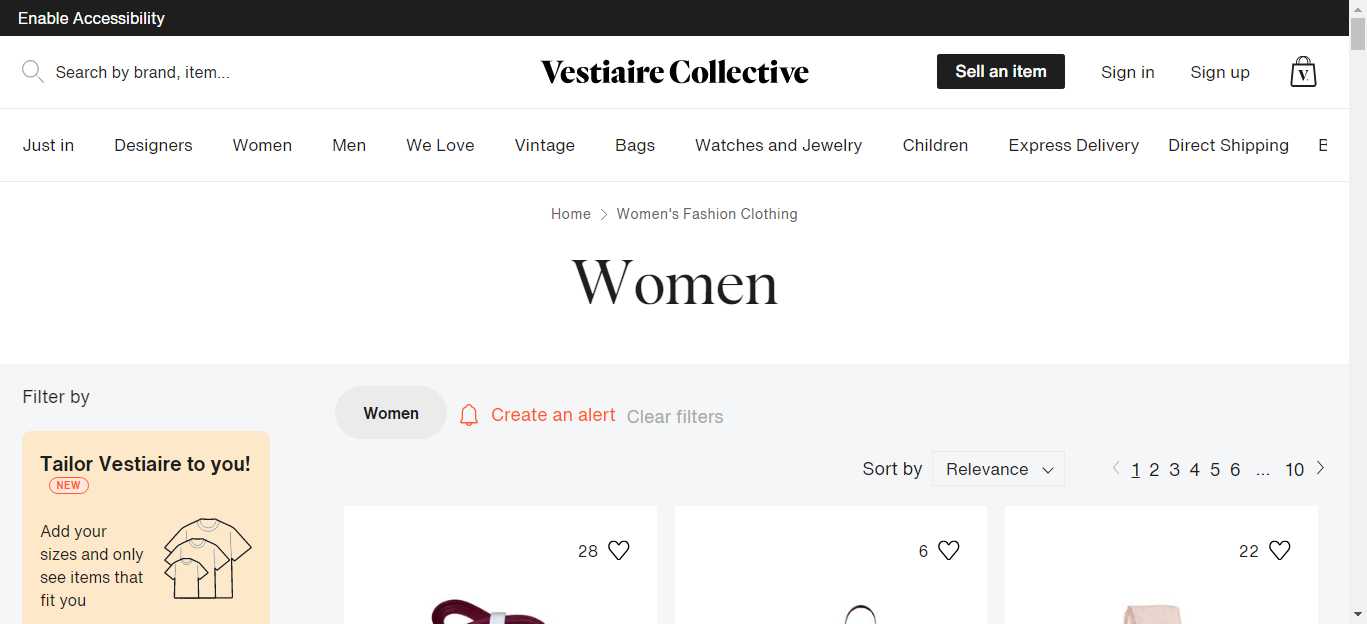 Enable Accessibility
Search by brand, item...
Vestiaire Collective
Sell an item
Sign in
Sign up
V.
Just in
Designers
Women
Men
We Love
Vintage
Bags
Watches and Jewelry
Children
Express Delivery
Direct Shipping
Home
Women's Fashion Clothing
Women
Filter by
Women
Create an alert
Clear filters
Tailor Vestiaire to you!
NEW
Add your
sizes and only
see items that
fit you
Sort by
Relevance
1 2 3 4 5 6 ... 10
28
6
22